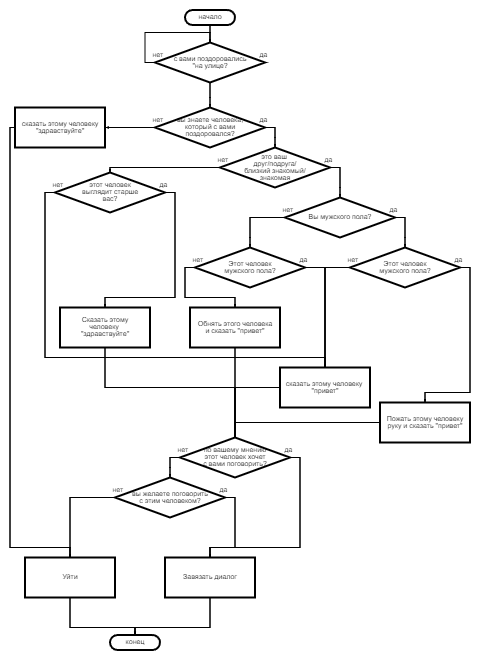 начало
нет
с вами поздоровались
"на улице?
да
нет
вы знаете человека,
который с вами
поздоровался?
да
сказать этому человеку
"здравствуйте"
нет
это ваш
друг/подруга/
близкий знакомый/
знакомая
да
нет
этот человек
выглядит старше
вас?
да
нет
Вы мужского пола?
да
нет
Этот человек
мужского пола?
да
нет
Этот человек
мужского пола?
да
Сказать этому
человеку
"здравствуйте"
Обнять этого человека
и сказать "привет"
сказать этому человеку
"привет"
Пожать этому человеку
руку и сказать "привет"
нет
по вашему мнению
этот человек хочет
с вами поговорить?
да
нет
вы желаете поговорить
с этим человеком?
да
Уйти
Завязать диалог
конец